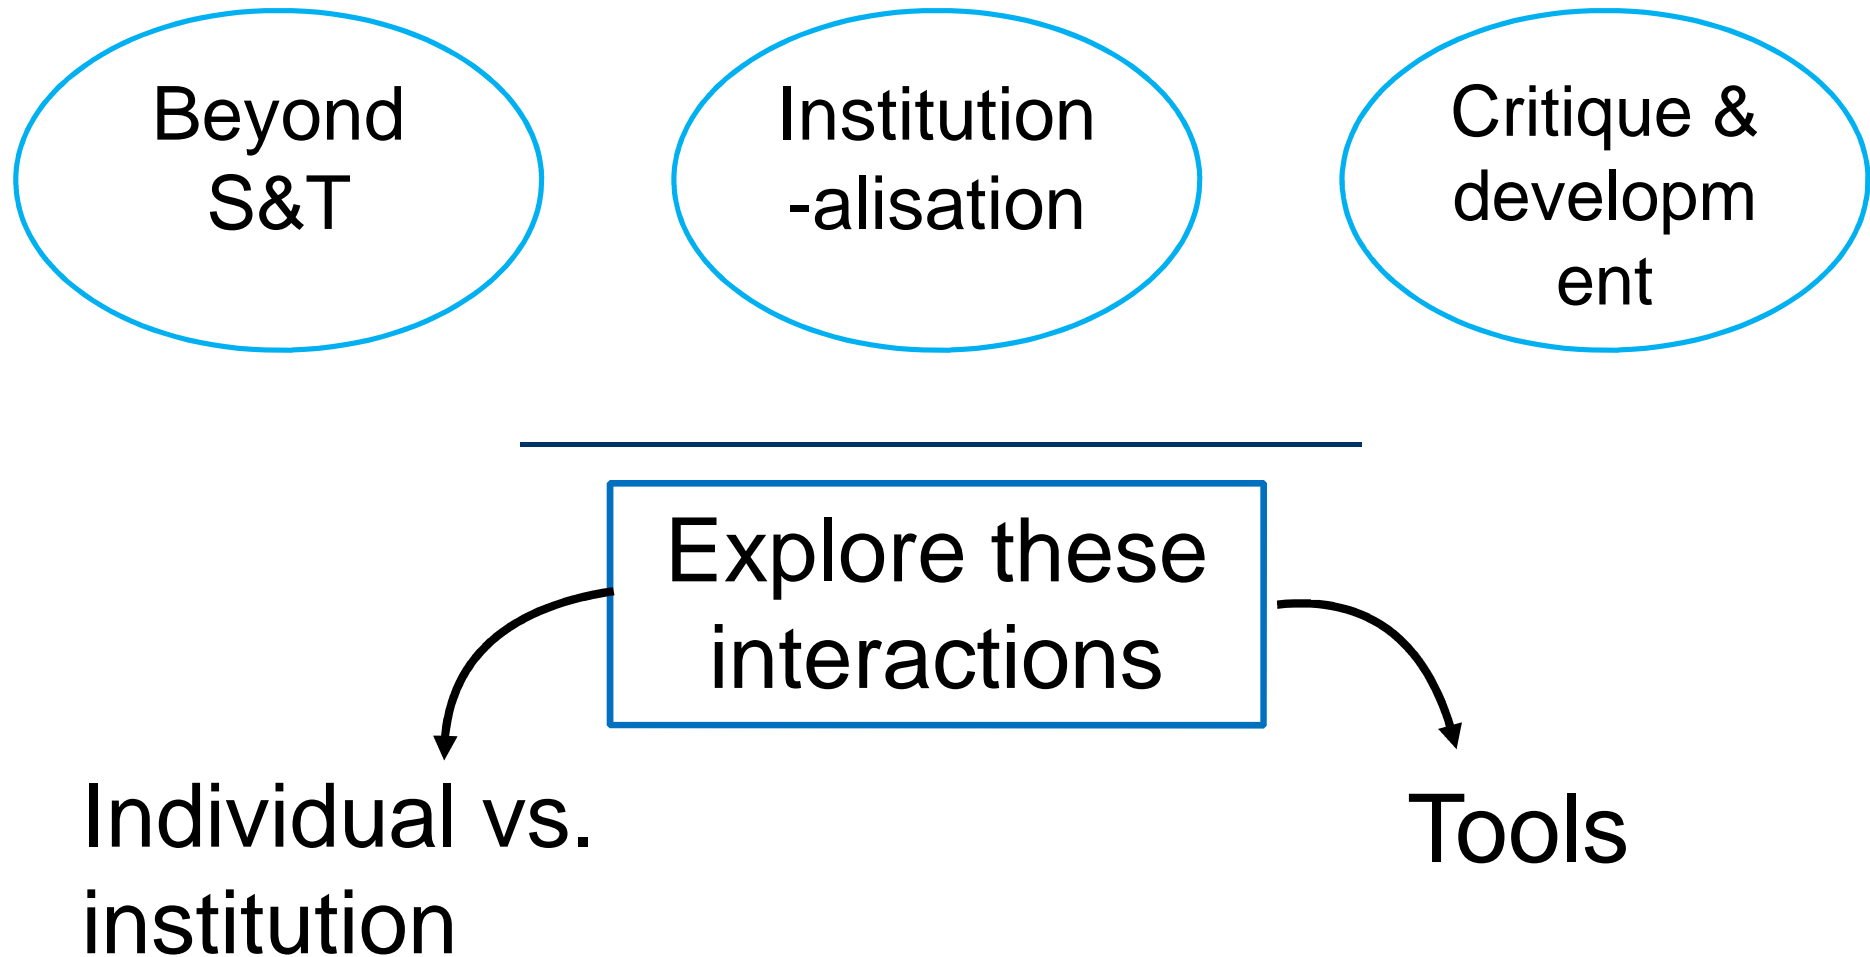 Beyond
S&T
Institution
-alisation
Critique &
developm
ent
Explore these
interactions
Individual vs.
institution
Tools